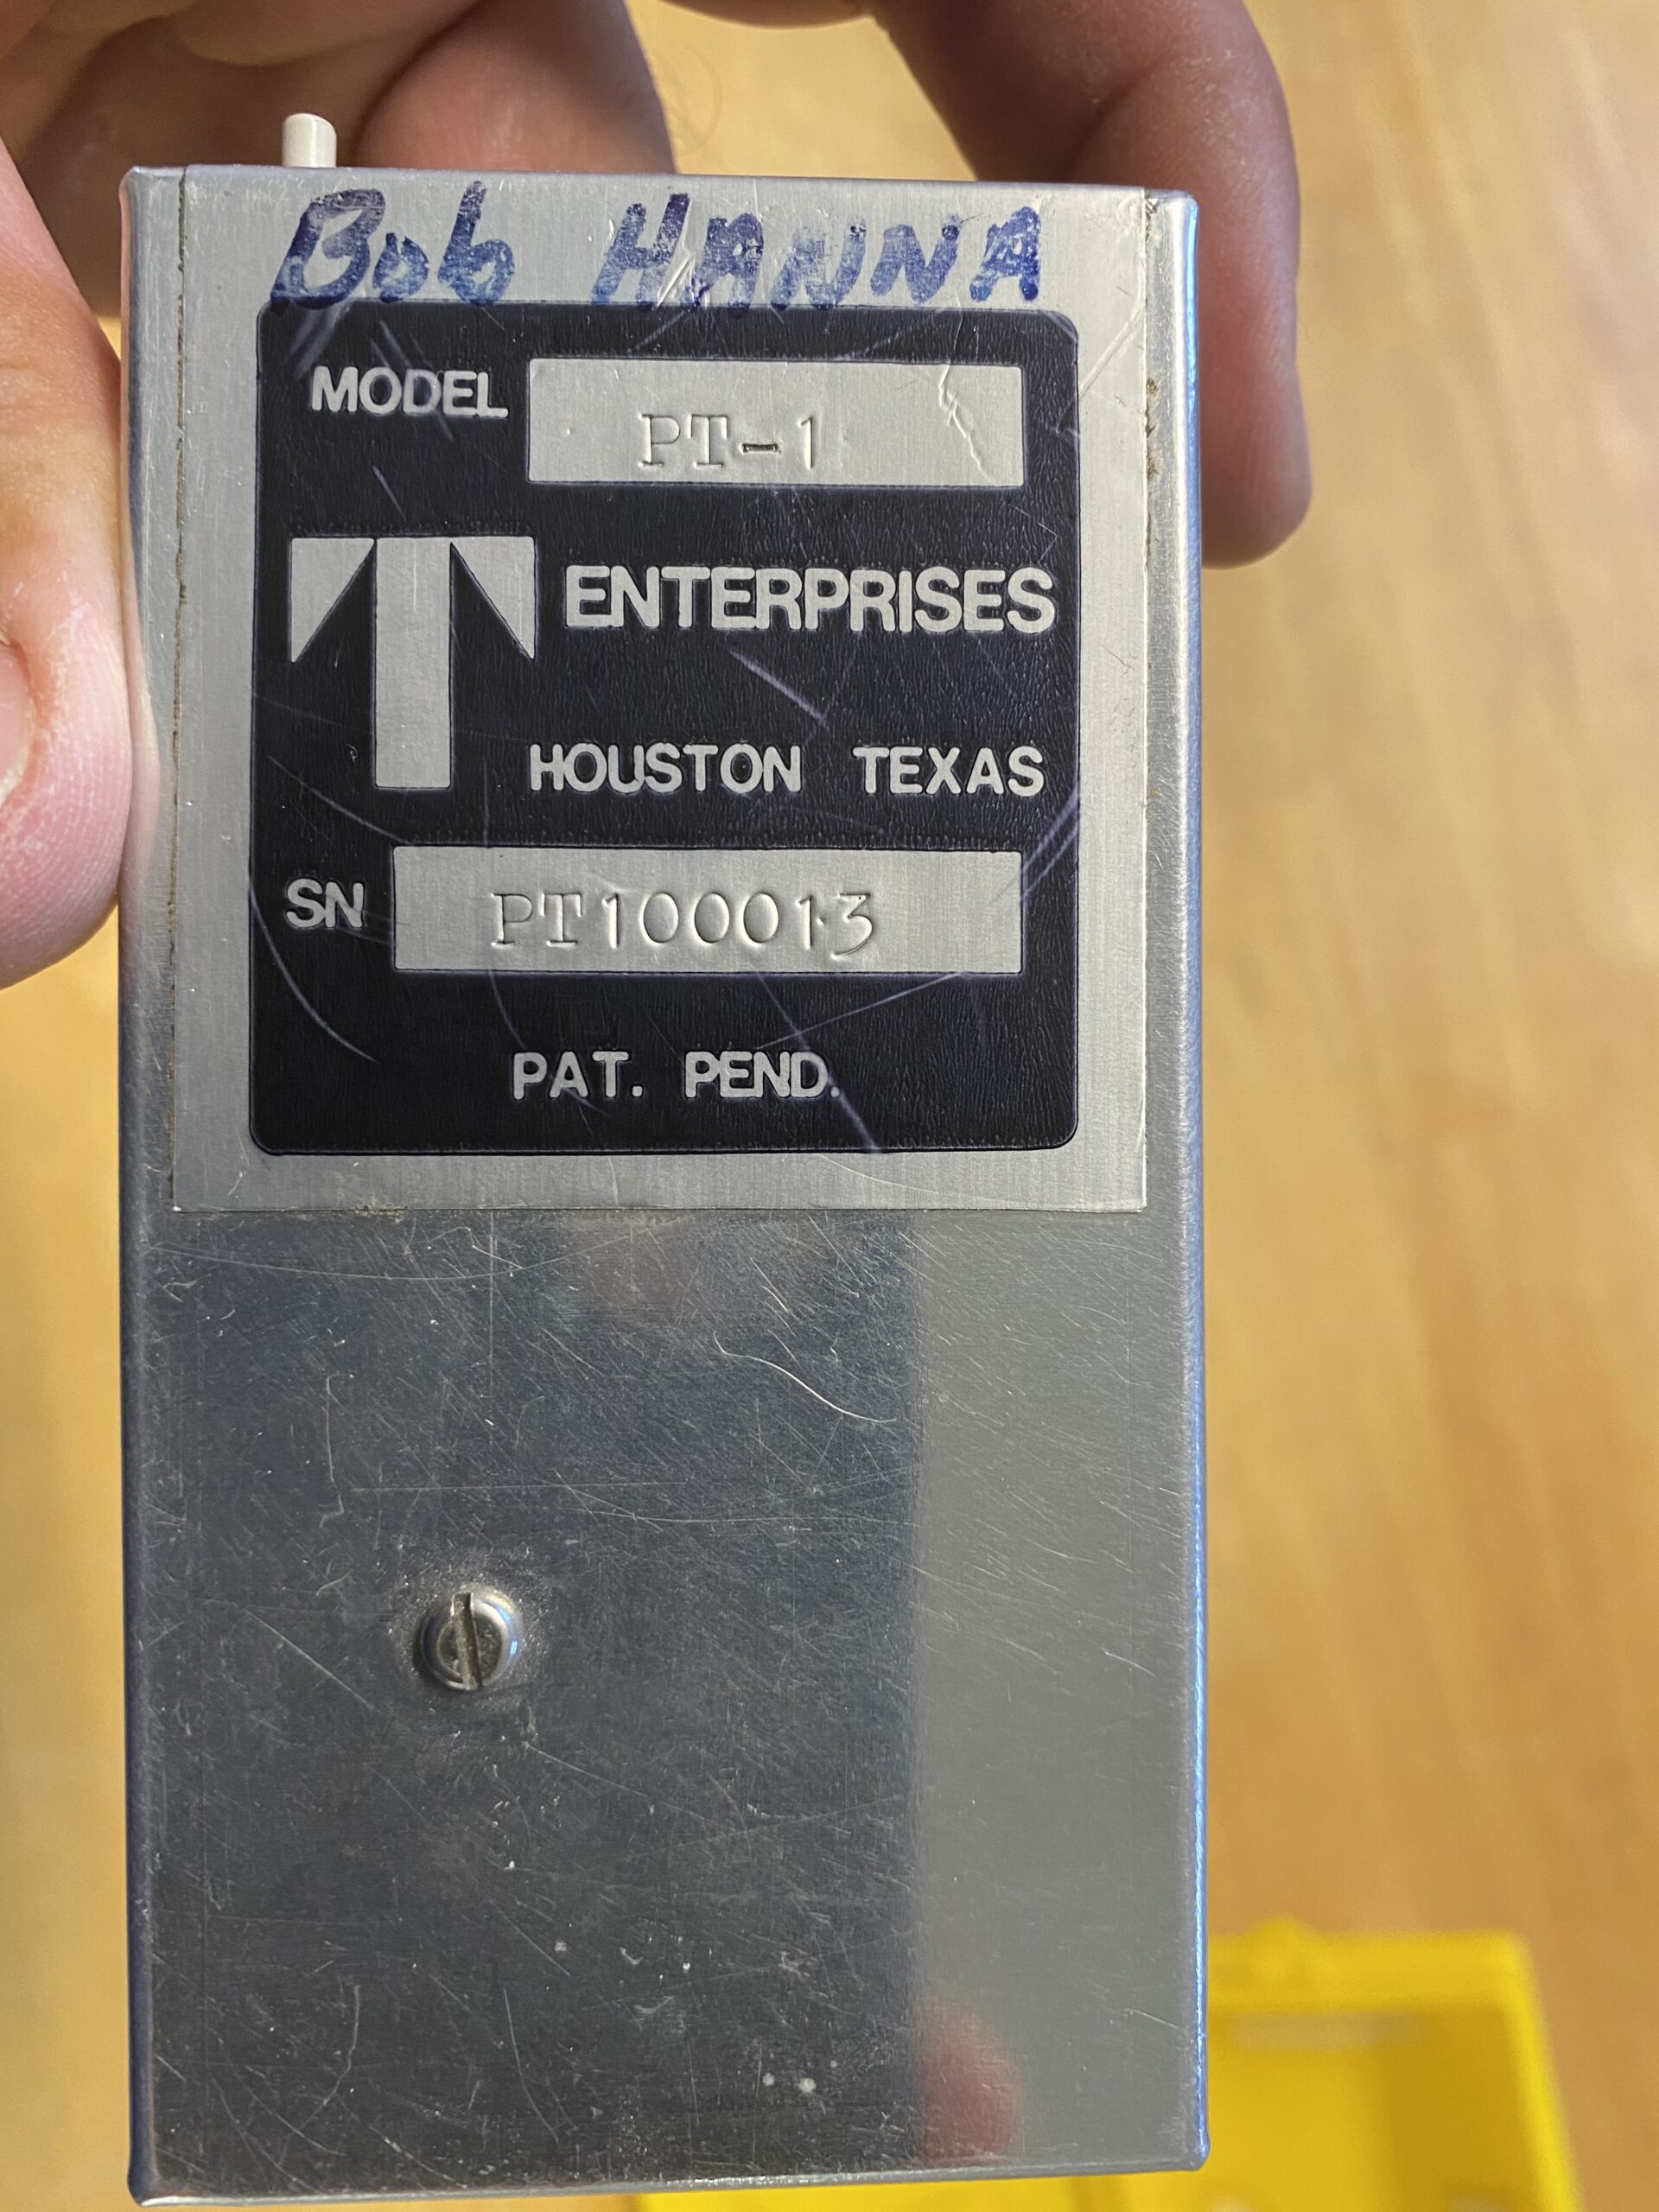 Bob HANNA
MODEL PT-1
T ENTERPRISES
HOUSTON TEXAS
SN PT100013
PAT. PEND.